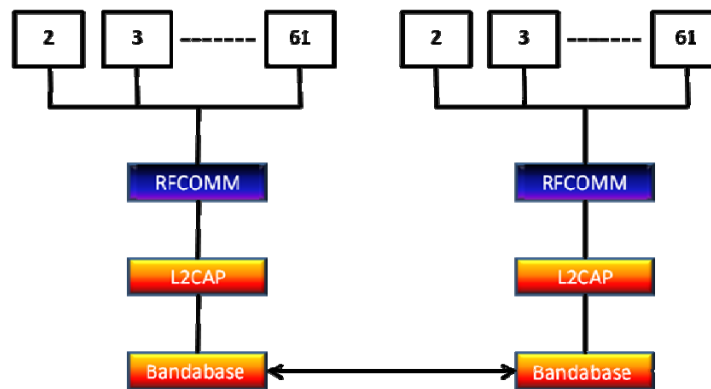 2 3 ------- 61 2 3 ------- 61
RFCOMM RFCOMM
L2CAP L2CAP
Bandabase Bandabase